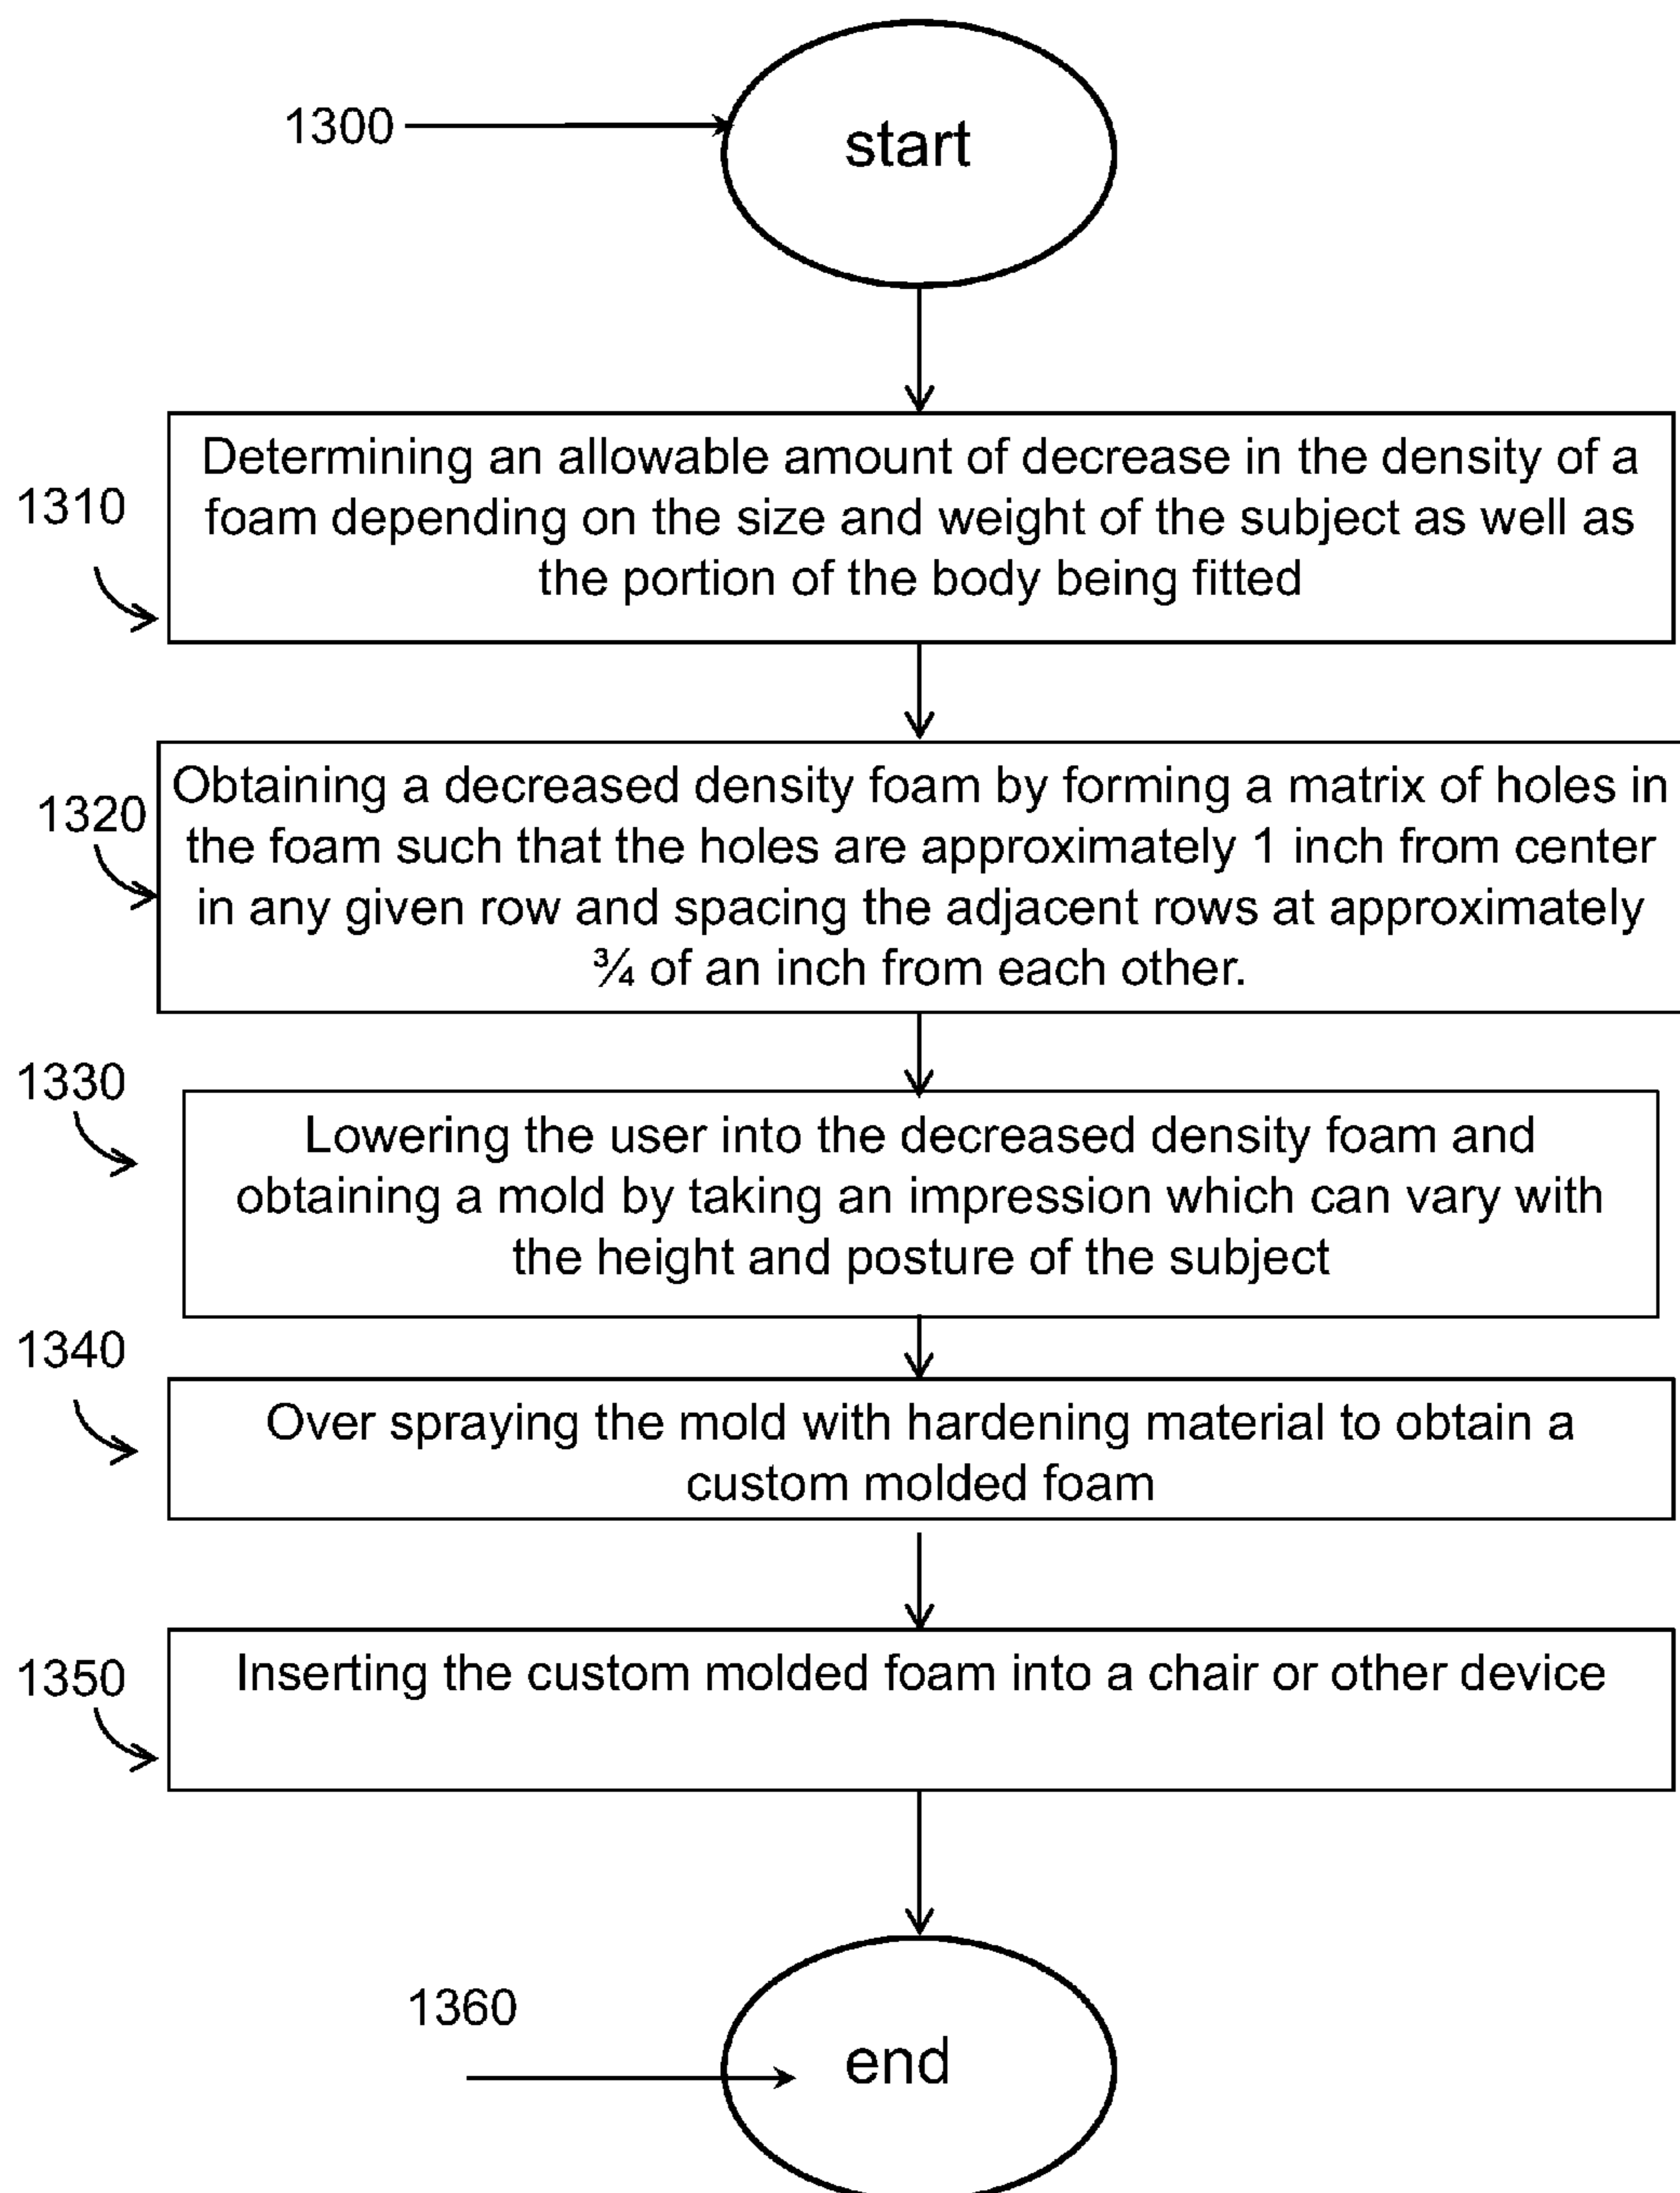 1300
start
1310
Determining an allowable amount of decrease in the density of a
foam depending on the size and weight of the subject as well as
the portion of the body being fitted
1320
Obtaining a decreased density foam by forming a matrix of holes in
the foam such that the holes are approximately 1 inch from center
in any given row and spacing the adjacent rows at approximately
¾ of an inch from each other.
1330
Lowering the user into the decreased density foam and
obtaining a mold by taking an impression which can vary with
the height and posture of the subject
1340
Over spraying the mold with hardening material to obtain a
custom molded foam
1350
Inserting the custom molded foam into a chair or other device
1360
end